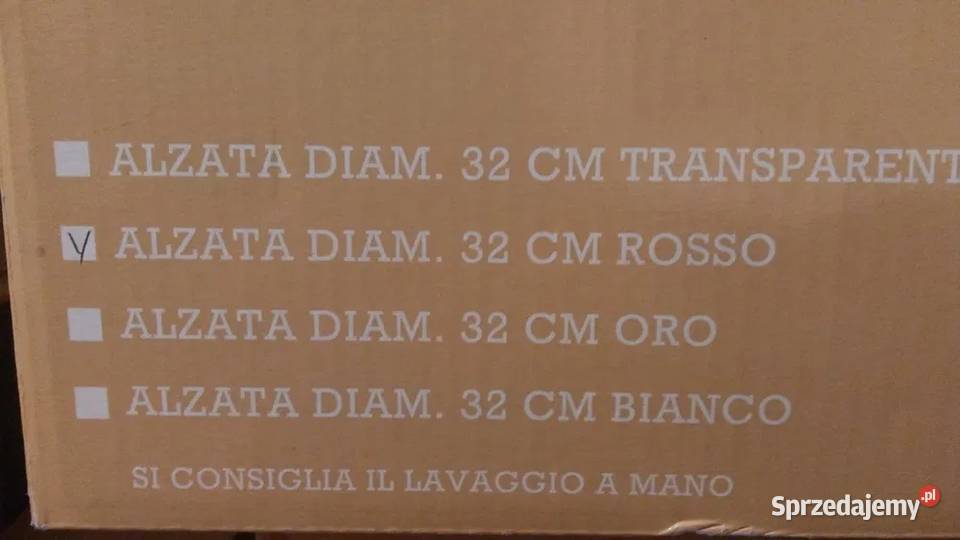 ALZATA DIAM. 32 CM TRANSPARENT
y ALZATA DIAM. 32 CM ROSSO
ALZATA DIAM. 32 CM ORO
ALZATA DIAM. 32 CM BIANCO
SI CONSIGLIA IL LAVAGGIO A MANO
Sprzedajemy.pl